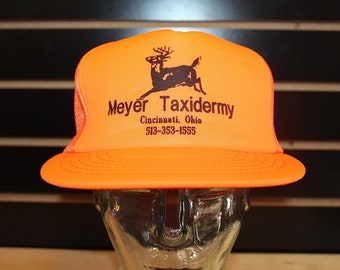 Meyer Taxidermy
Cincinnati, Ohio
513-353-1555